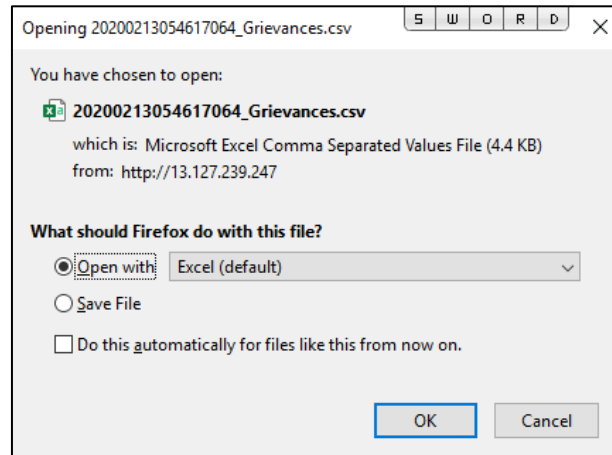 Opening 20200213054617064_Grievances.csv
S W O R D
You have chosen to open:
20200213054617064_Grievances.csv
which is: Microsoft Excel Comma Separated Values File (4.4 KB)
from: http://13.127.239.247
What should Firefox do with this file?
Open with Excel (default)
Save File
Do this automatically for files like this from now on.
OK Cancel